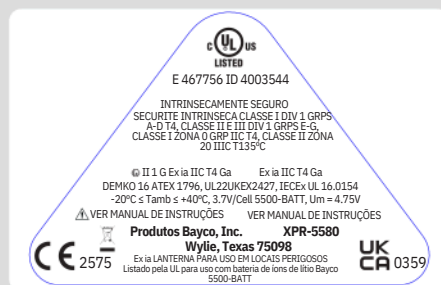 C UL US
LISTED
E 467756 ID 4003544
INTRINSECAMENTE SEGURO
SECURITE INTRINSECA CLASSE I DIV 1 GRPS
A-D T4, CLASSE II E III DIV 1 GRPS E-G,
CLASSE I ZONA 0 GRP IIC T4, CLASSE II ZONA
20 IIIC T135°C
II 1 G Ex ia IIC T4 Ga Ex ia IIC T4 Ga
DEMKO 16 ATEX 1796, UL22UKEX2427, IECEx UL 16.0154
-20°C ≤ Tamb ≤ +40°C, 3.7V/Cell 5500-BATT, Um = 4.75V
VER MANUAL DE INSTRUÇÕES VER MANUAL DE INSTRUÇÕES
Produtos Bayco, Inc. XPR-5580
Wylie, Texas 75098
CE 2575
Ex ia LANTERNA PARA USO EM LOCAIS PERIGOSOS
Listado pela UL para uso com bateria de íons de lítio Bayco
5500-BATT
UK
CA 0359